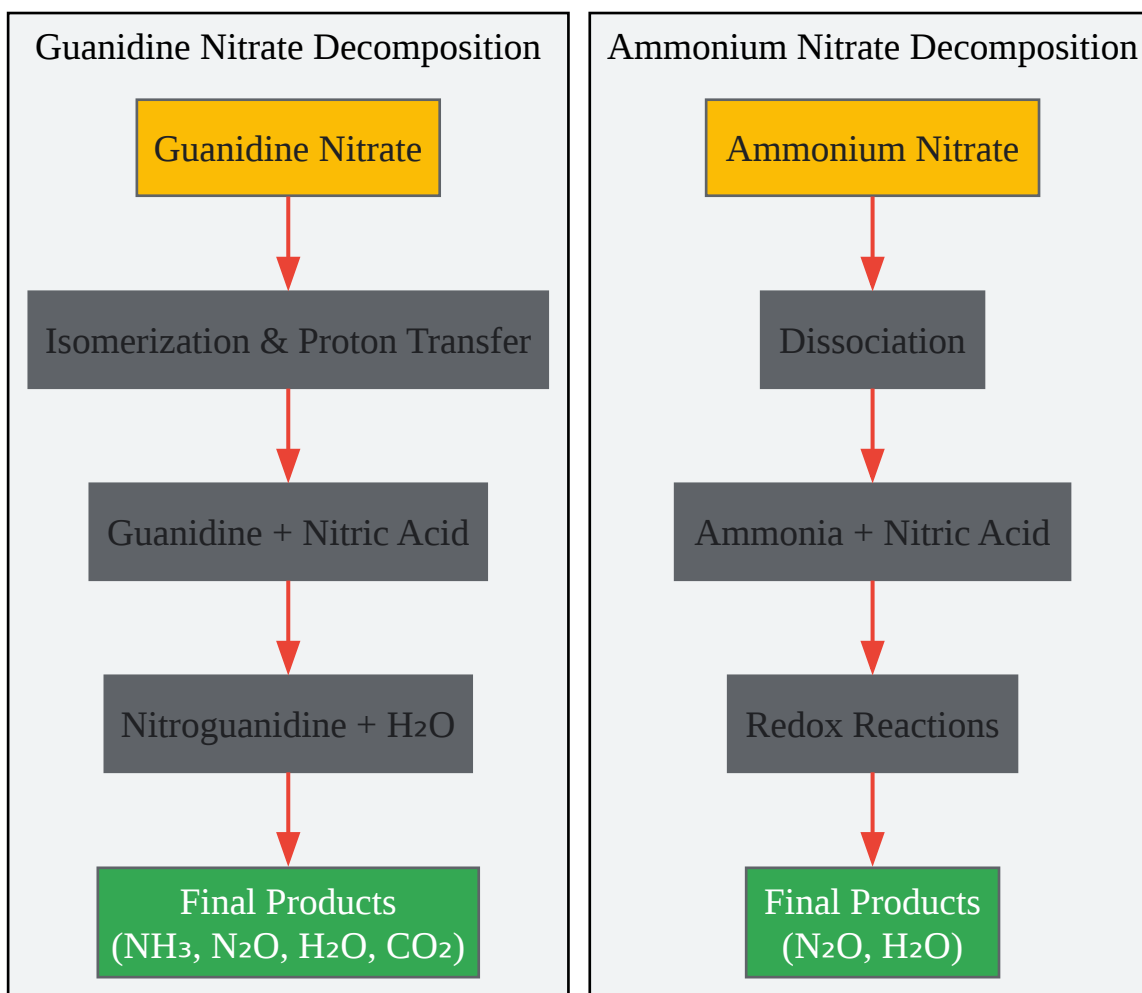 Guanidine Nitrate Decomposition
Guanidine Nitrate
Isomerization & Proton Transfer
Guanidine + Nitric Acid
Nitroguanidine + H₂O
Final Products
(NH₃, N₂O, H₂O, CO₂)
Ammonium Nitrate Decomposition
Ammonium Nitrate
Dissociation
Ammonia + Nitric Acid
Redox Reactions
Final Products
(N₂O, H₂O)